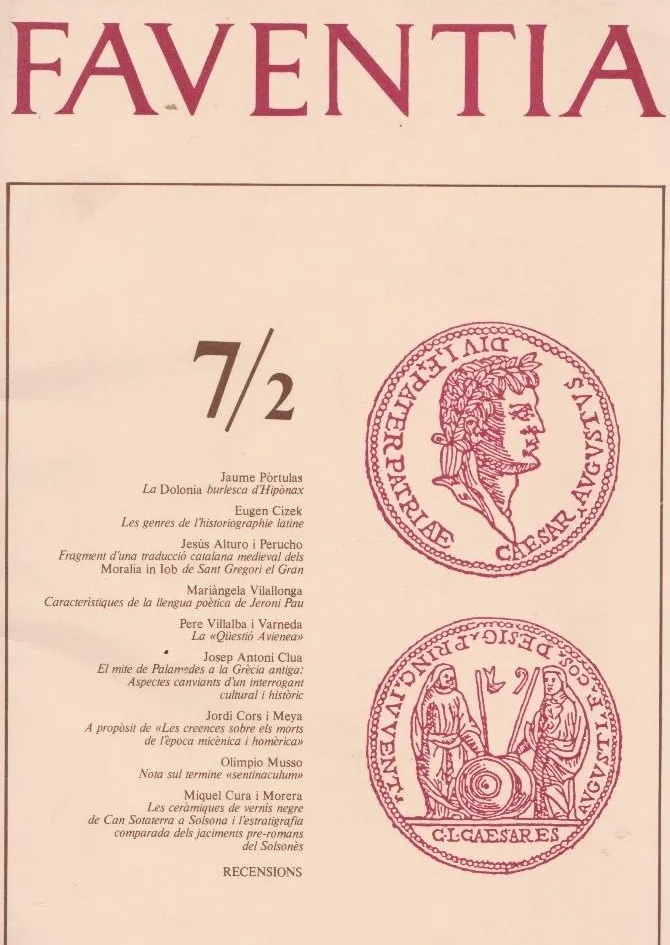 FAVENTIA
7/2
Jaume Pòrtulas
La Dolonia burlesca d'Hipònax
Eugen Cizek
Les genres de l'historiographie latine
Jesús Alturo i Perucho
Fragment d'una traducció catalana medieval dels
Moralia in Iob de Sant Gregori el Gran
Mariàngela Vilallonga
Característiques de la llengua poètica de Jeroni Pau
Pere Villalba i Varneda
La «Qüestió Avienea»
Josep Antoni Clua
El mite de Palamedes a la Grècia antiga:
Aspectes canviants d'un interrogant
cultural i històric
Jordi Cors i Meya
A propòsit de «Les creences sobre els morts
de l'època micènica i homèrica»
Olimpio Musso
Nota sul termine «sentinaculum»
Miquel Cura i Morera
Les ceràmiques de vernís negre
de Can Sotaterra a Solsona i l'estratigrafia
comparada dels jaciments pre-romans
del Solsonès
RECENSIONS
CAESAR AVGVSTVS
DIVI.F.PATER PATRIAE
AVGVSTI.F.COS.DESIG.PRINC.IVVENT.
C.L.CAESARES